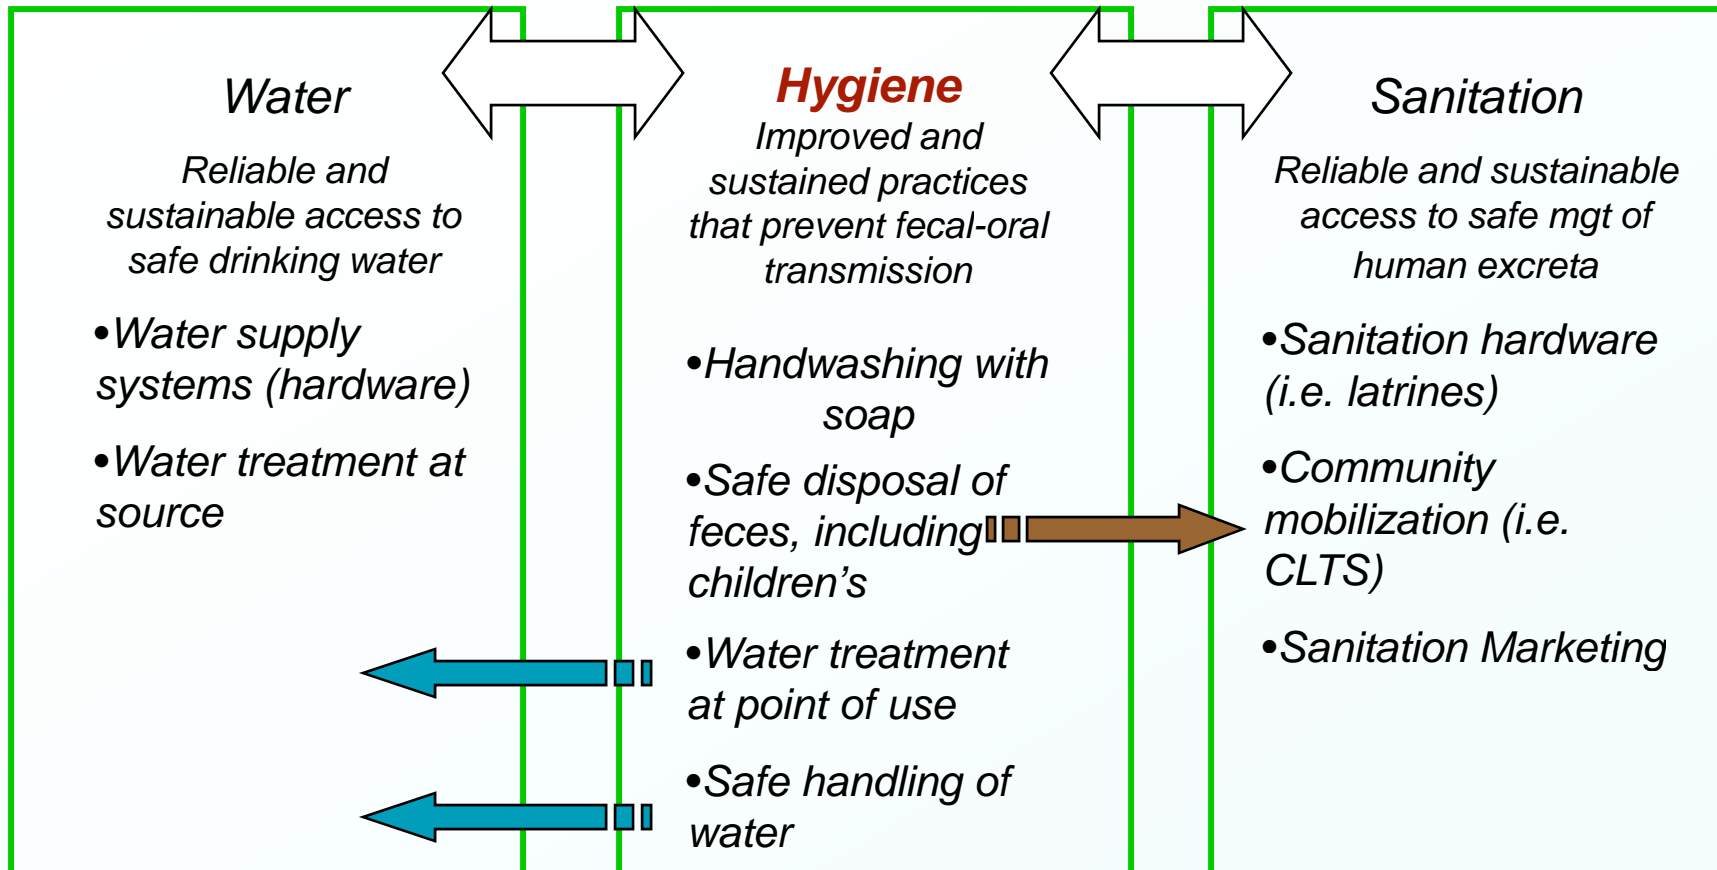 Water
Reliable and
sustainable access to
safe drinking water
•Water supply
systems (hardware)
•Water treatment at
source
Hygiene
Improved and
sustained practices
that prevent fecal-oral
transmission
•Handwashing with
soap
•Safe disposal of
feces, including
children’s
•Water treatment
at point of use
•Safe handling of
water
Sanitation
Reliable and sustainable
access to safe mgt of
human excreta
•Sanitation hardware
(i.e. latrines)
•Community
mobilization (i.e.
CLTS)
•Sanitation Marketing